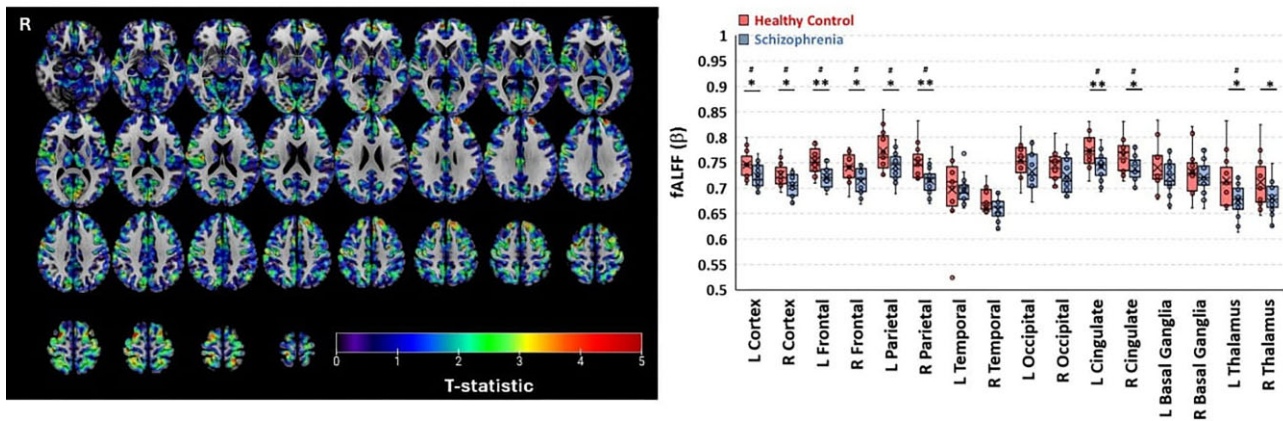 R
0 1 2 3 4 5
T-statistic
Healthy Control
Schizophrenia
fALFF (β)
1
0.95
0.9
0.85
0.8
0.75
0.7
0.65
0.6
0.55
0.5
# # # # # # # # #
* * ** * * ** ** * * *
L Cortex
R Cortex
L Frontal
R Frontal
L Parietal
R Parietal
L Temporal
R Temporal
L Occipital
R Occipital
L Cingulate
R Cingulate
L Basal Ganglia
R Basal Ganglia
L Thalamus
R Thalamus